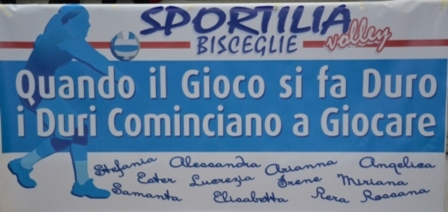 SPORTILIA
BISCEGLIE volley
Quando il Gioco si fa Duro
i Duri Cominciano a Giocare
Stefania Alessandra Arianna Angelica
Ester Lucrezia Irene Miriana
Samanta Elisabetta Rossana